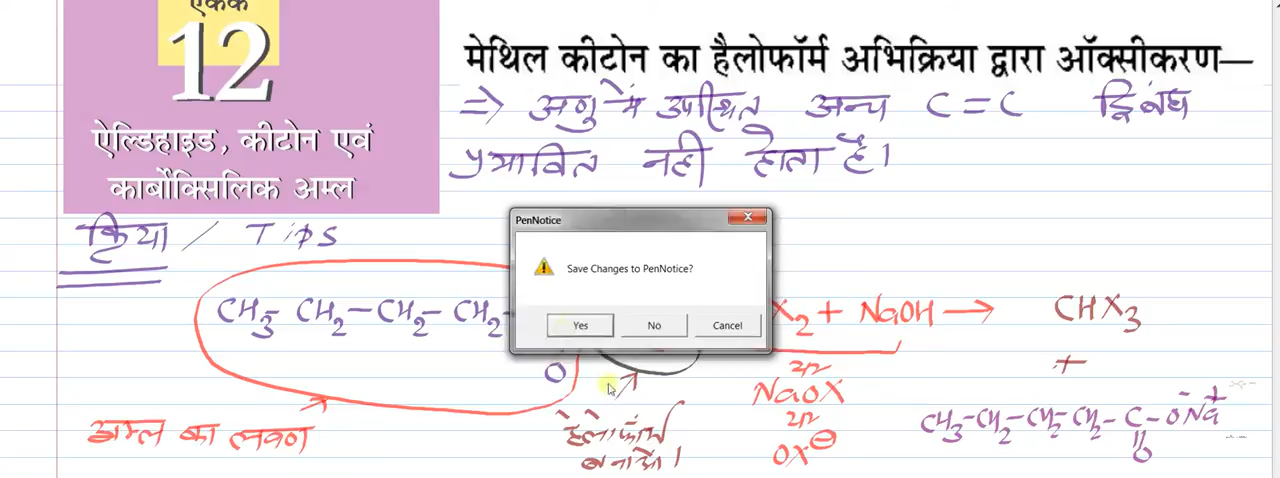 एकक
12
ऐल्डिहाइड, कीटोन एवं
कार्बोक्सिलिक अम्ल
मेथिल कीटोन का हैलोफॉर्म अभिक्रिया द्वारा ऑक्सीकरण—
=> अणु में उपस्थित अन्य C=C द्विबंध
प्रभावित नही होता है।
क्रिया / Tips
PenNotice
Save Changes to PenNotice?
Yes No Cancel
CH3 CH2-CH2-CH2- X2 + NaOH → CHX3
O
+
अम्ल का लवण
हैलोफॉर्म
बनाओ।
या
NaOX
या
OX⊖
CH3-CH2-CH2-CH2-C-ONa
- +
||
O